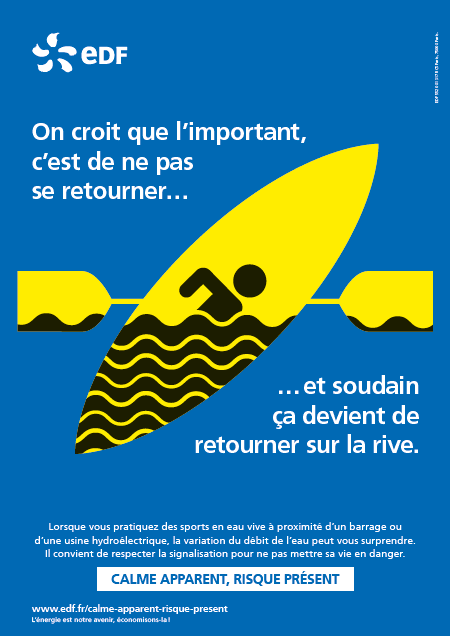 eDF
On croit que l'important,
c'est de ne pas
se retourner...
...et soudain
ça devient de
retourner sur la rive.
Lorsque vous pratiquez des sports en eau vive à proximité d'un barrage ou
d'une usine hydroélectrique, la variation du débit de l'eau peut vous surprendre.
Il convient de respecter la signalisation pour ne pas mettre sa vie en danger.
CALME APPARENT, RISQUE PRÉSENT
www.edf.fr/calme-apparent-risque-present
L'énergie est notre avenir, économisons-la !